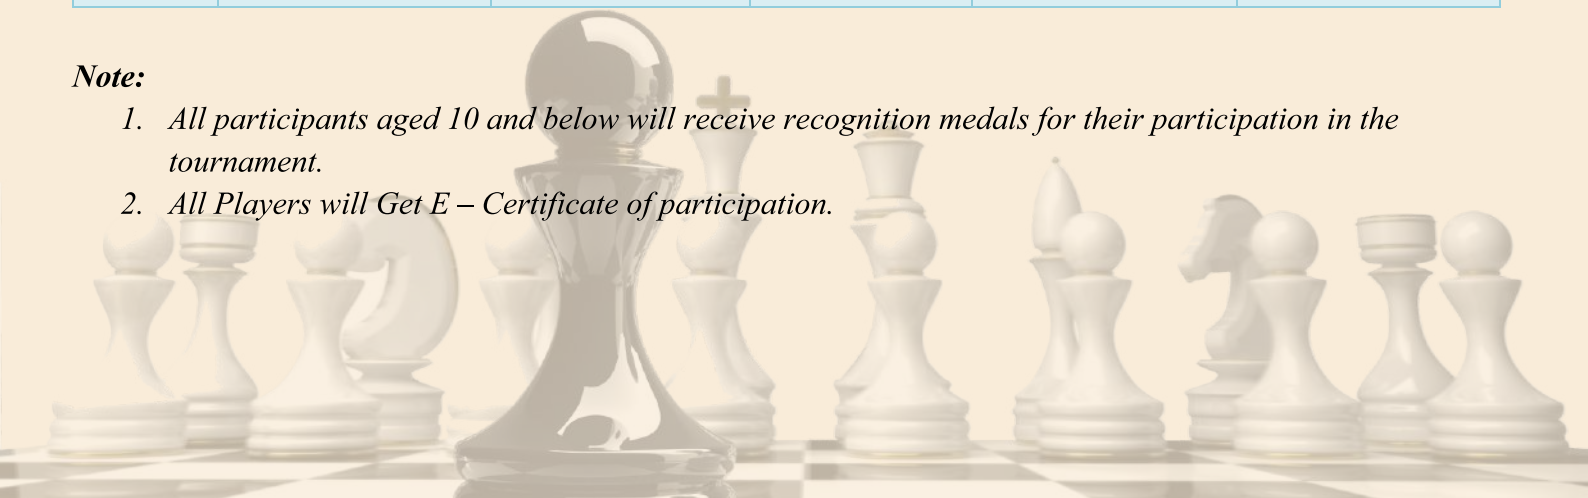 Note:
1. All participants aged 10 and below will receive recognition medals for their participation in the
tournament.
2. All Players will Get E – Certificate of participation.